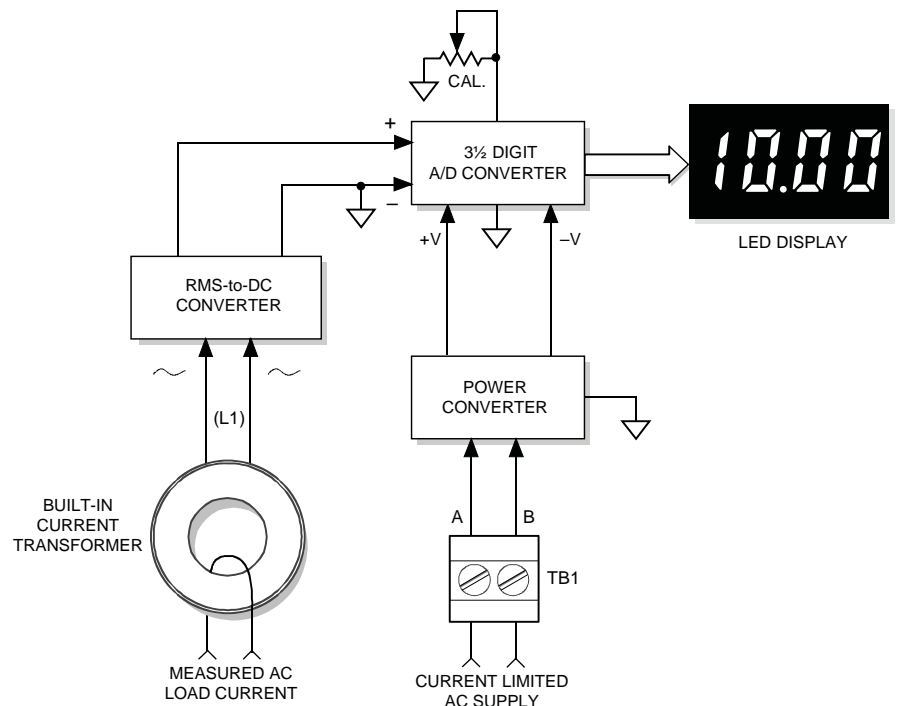 CAL.
+
3½ DIGIT
A/D CONVERTER
–
10.00
LED DISPLAY
+V
–V
RMS-to-DC
CONVERTER
POWER
CONVERTER
(L1)
BUILT-IN
CURRENT
TRANSFORMER
A
B
TB1
MEASURED AC
LOAD CURRENT
CURRENT LIMITED
AC SUPPLY